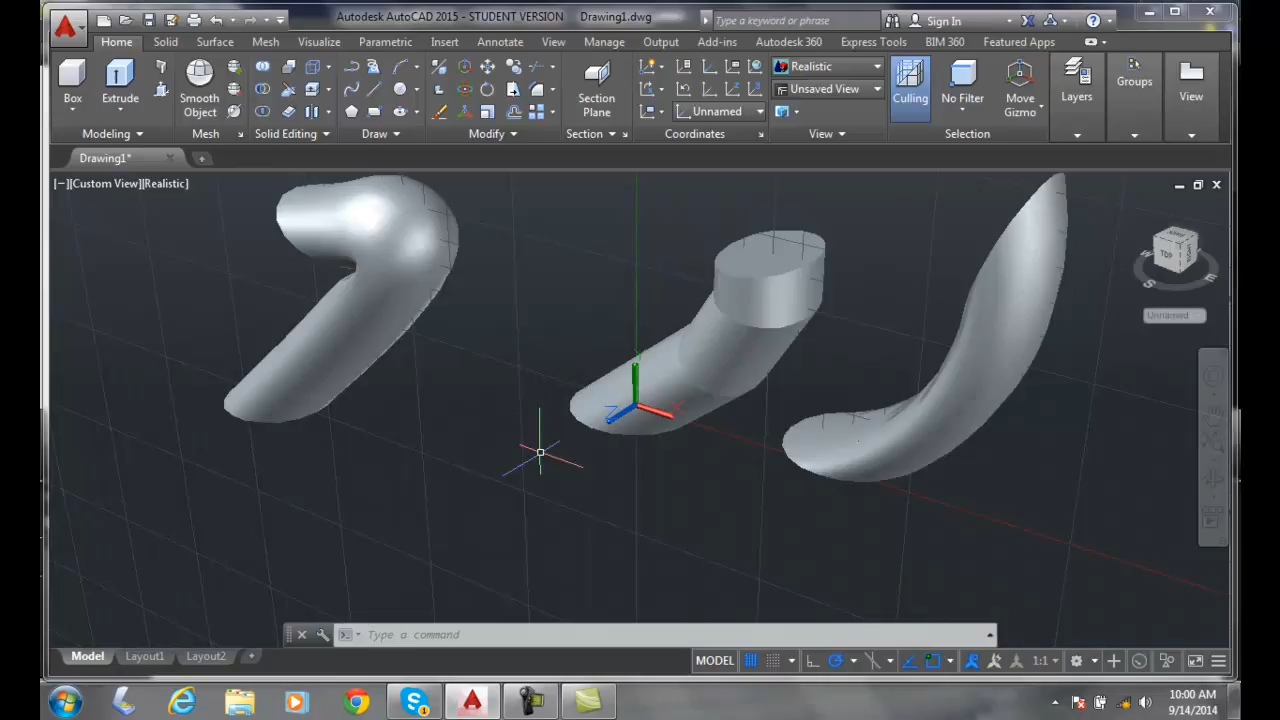 Autodesk AutoCAD 2015 - STUDENT VERSION Drawing1.dwg
Type a keyword or phrase
Sign In
Home Solid Surface Mesh Visualize Parametric Insert Annotate View Manage Output Add-ins Autodesk 360 Express Tools BIM 360 Featured Apps
Realistic
Unsaved View
Unnamed
Box
Extrude
Smooth
Object
Section
Plane
Culling
No Filter
Move
Gizmo
Layers
Groups
View
Modeling Mesh Solid Editing Draw Modify Section Coordinates View Selection
Drawing1*
[−][Custom View][Realistic]
TOP
W
S
E
Unnamed
X
Z
Type a command
Model Layout1 Layout2
MODEL
1:1
10:00 AM
9/14/2014